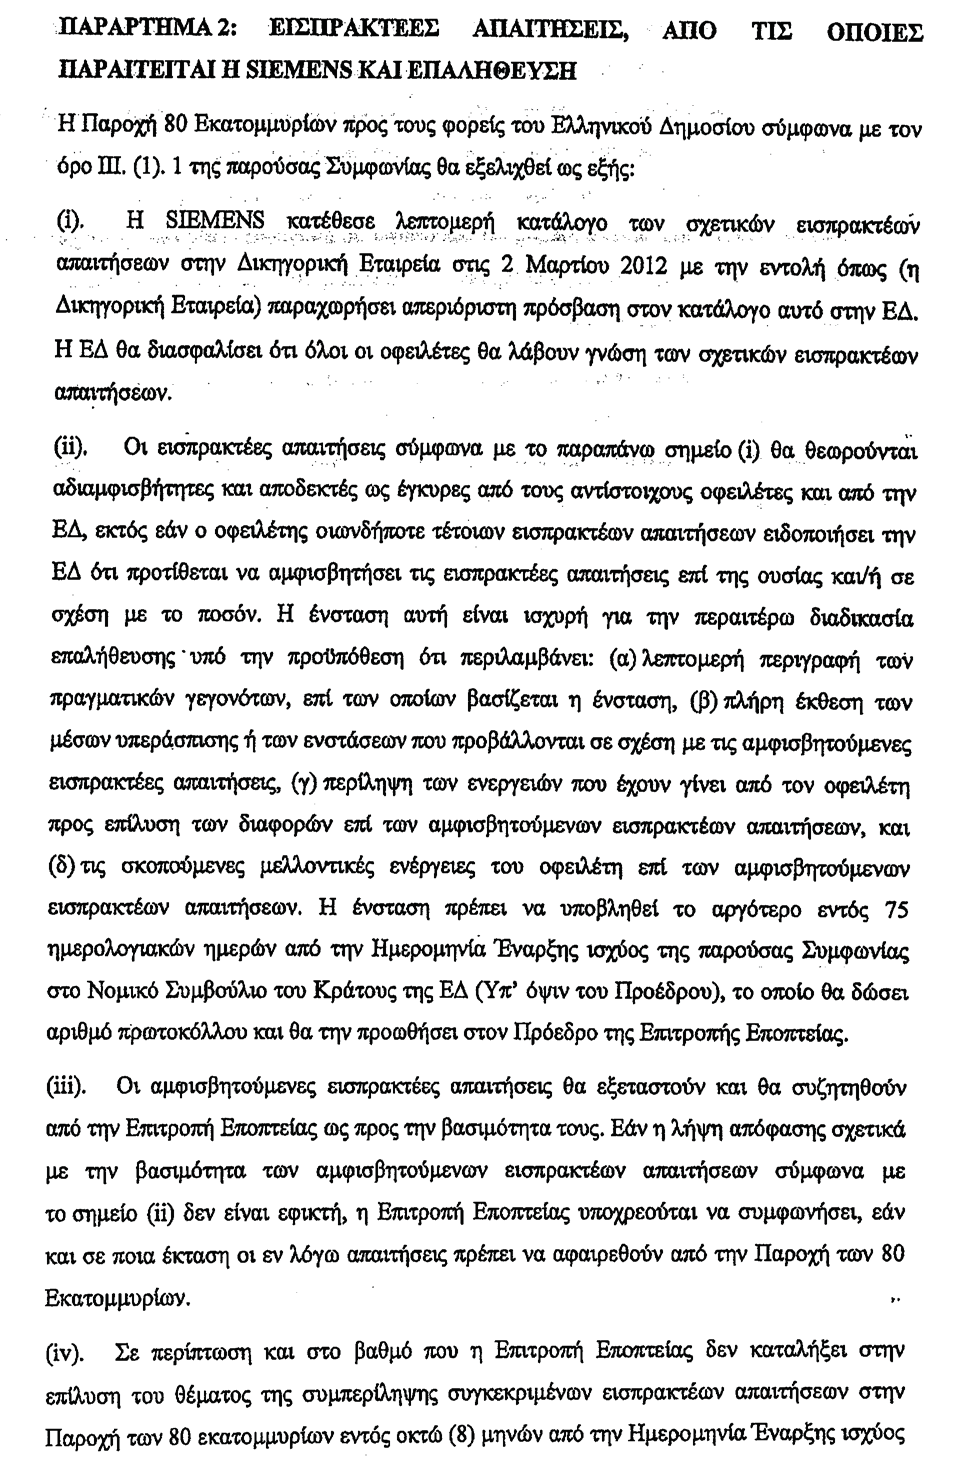 ΠΑΡΑΡΤΗΜΑ 2: ΕΙΣΠΡΑΚΤΕΕΣ ΑΠΑΙΤΗΣΕΙΣ, ΑΠΟ ΤΙΣ ΟΠΟΙΕΣ
ΠΑΡΑΙΤΕΙΤΑΙ Η SIEMENS ΚΑΙ ΕΠΑΛΗΘΕΥΣΗ
Η Παροχή 80 Εκατομμυρίων προς τους φορείς του Ελληνικού Δημοσίου σύμφωνα με τον
όρο ΙΙΙ. (1). 1 της παρούσας Συμφωνίας θα εξελιχθεί ως εξής:
(i). Η SIEMENS κατέθεσε λεπτομερή κατάλογο των σχετικών εισπρακτέων
απαιτήσεων στην Δικηγορική Εταιρεία στις 2 Μαρτίου 2012 με την εντολή όπως (η
Δικηγορική Εταιρεία) παραχωρήσει απεριόριστη πρόσβαση στον κατάλογο αυτό στην ΕΔ.
Η ΕΔ θα διασφαλίσει ότι όλοι οι οφειλέτες θα λάβουν γνώση των σχετικών εισπρακτέων
απαιτήσεων.
(ii). Οι εισπρακτέες απαιτήσεις σύμφωνα με το παραπάνω σημείο (i) θα θεωρούνται
αδιαμφισβήτητες και αποδεκτές ως έγκυρες από τους αντίστοιχους οφειλέτες και από την
ΕΔ, εκτός εάν ο οφειλέτης οιωνδήποτε τέτοιων εισπρακτέων απαιτήσεων ειδοποιήσει την
ΕΔ ότι προτίθεται να αμφισβητήσει τις εισπρακτέες απαιτήσεις επί της ουσίας και/ή σε
σχέση με το ποσόν. Η ένσταση αυτή είναι ισχυρή για την περαιτέρω διαδικασία
επαλήθευσης υπό την προϋπόθεση ότι περιλαμβάνει: (α) λεπτομερή περιγραφή των
πραγματικών γεγονότων, επί των οποίων βασίζεται η ένσταση, (β) πλήρη έκθεση των
μέσων υπεράσπισης ή των ενστάσεων που προβάλλονται σε σχέση με τις αμφισβητούμενες
εισπρακτέες απαιτήσεις, (γ) περίληψη των ενεργειών που έχουν γίνει από τον οφειλέτη
προς επίλυση των διαφορών επί των αμφισβητούμενων εισπρακτέων απαιτήσεων, και
(δ) τις σκοπούμενες μελλοντικές ενέργειες του οφειλέτη επί των αμφισβητούμενων
εισπρακτέων απαιτήσεων. Η ένσταση πρέπει να υποβληθεί το αργότερο εντός 75
ημερολογιακών ημερών από την Ημερομηνία Έναρξης ισχύος της παρούσας Συμφωνίας
στο Νομικό Συμβούλιο του Κράτους της ΕΔ (Υπ' όψιν του Προέδρου), το οποίο θα δώσει
αριθμό πρωτοκόλλου και θα την προωθήσει στον Πρόεδρο της Επιτροπής Εποπτείας.
(iii). Οι αμφισβητούμενες εισπρακτέες απαιτήσεις θα εξεταστούν και θα συζητηθούν
από την Επιτροπή Εποπτείας ως προς την βασιμότητα τους. Εάν η λήψη απόφασης σχετικά
με την βασιμότητα των αμφισβητούμενων εισπρακτέων απαιτήσεων σύμφωνα με
το σημείο (ii) δεν είναι εφικτή, η Επιτροπή Εποπτείας υποχρεούται να συμφωνήσει, εάν
και σε ποια έκταση οι εν λόγω απαιτήσεις πρέπει να αφαιρεθούν από την Παροχή των 80
Εκατομμυρίων.
(iv). Σε περίπτωση και στο βαθμό που η Επιτροπή Εποπτείας δεν καταλήξει στην
επίλυση του θέματος της συμπερίληψης συγκεκριμένων εισπρακτέων απαιτήσεων στην
Παροχή των 80 εκατομμυρίων εντός οκτώ (8) μηνών από την Ημερομηνία Έναρξης ισχύος